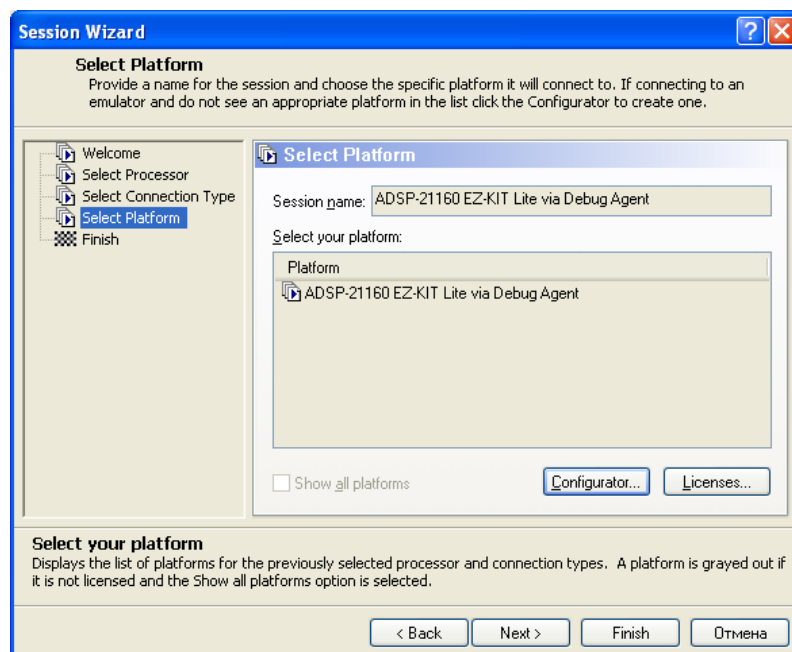 Session Wizard
Select Platform
Provide a name for the session and choose the specific platform it will connect to. If connecting to an
emulator and do not see an appropriate platform in the list click the Configurator to create one.
Welcome
Select Processor
Select Connection Type
Select Platform
Finish
Select Platform
Session name: ADSP-21160 EZ-KIT Lite via Debug Agent
Select your platform:
Platform
ADSP-21160 EZ-KIT Lite via Debug Agent
Show all platforms
Configurator...
Licenses...
Select your platform
Displays the list of platforms for the previously selected processor and connection types. A platform is grayed out if
it is not licensed and the Show all platforms option is selected.
< Back
Next >
Finish
Отмена